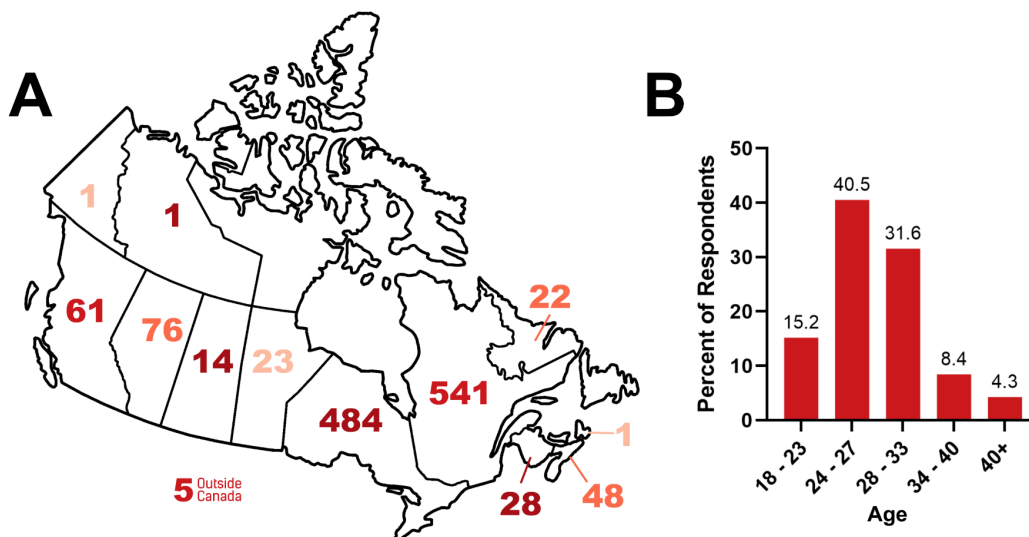 A
1
1
61
76
14
23
484
541
22
1
48
28
5 Outside
Canada
B
Percent of Respondents
50
40
30
20
10
0
15.2
40.5
31.6
8.4
4.3
18 - 23
24 - 27
28 - 33
34 - 40
40+
Age